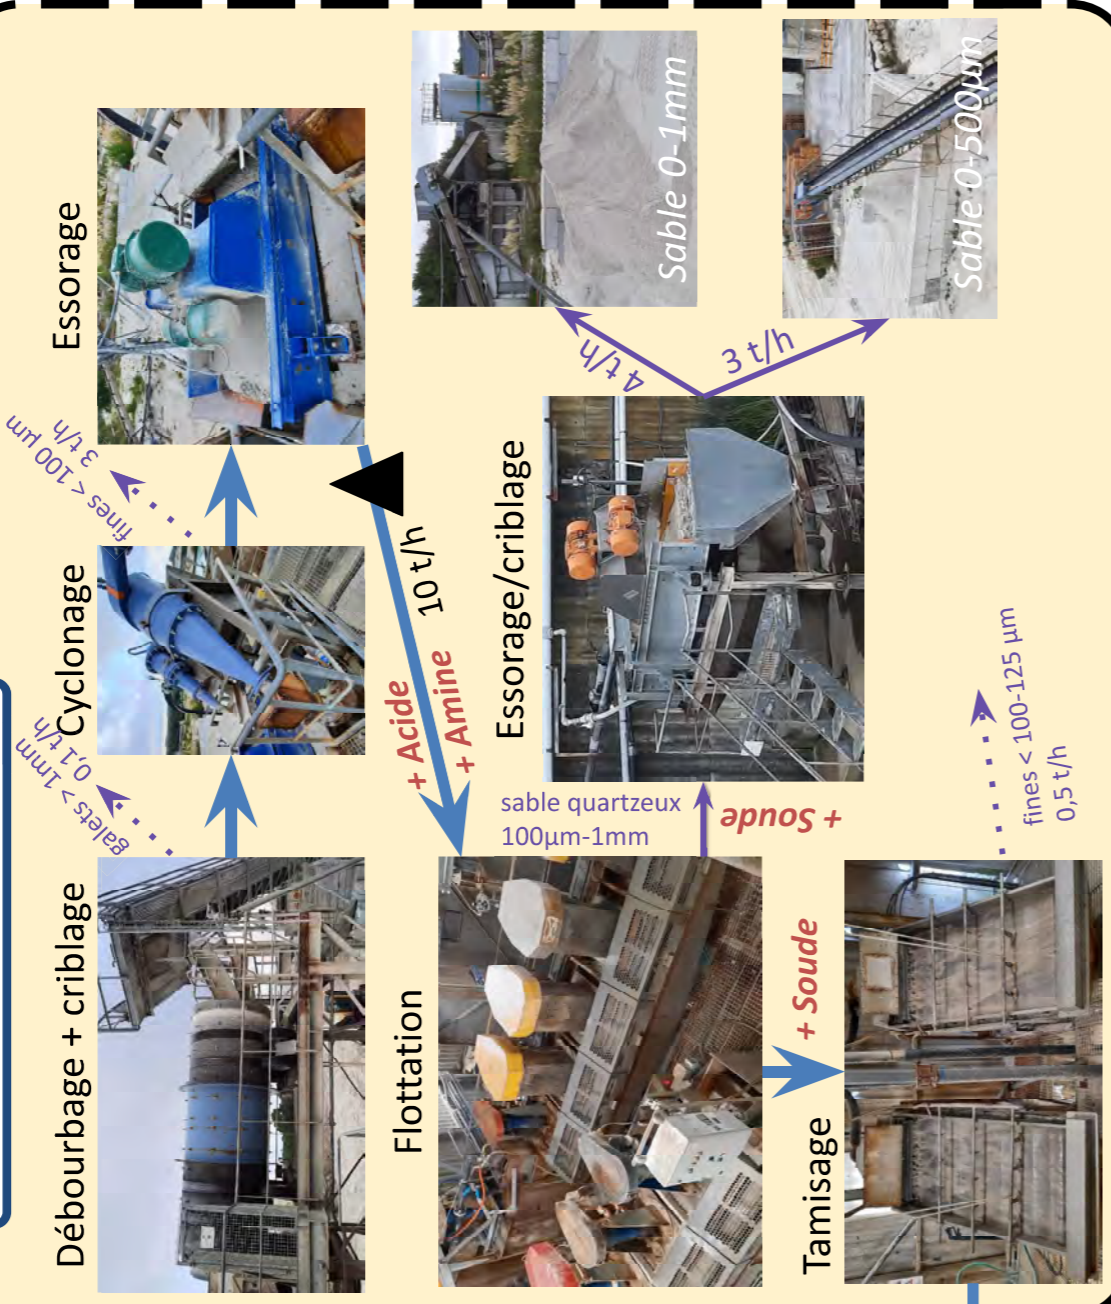 Débourbage + criblage
galets > 1mm
0,1 t/h
Cyclonage
fines < 100 µm
3 t/h
Essorage
+ Acide
+ Amine
10 t/h
Flottation
sable quartzeux
100µm-1mm
+ Soude
Essorage/criblage
4 t/h
3 t/h
Sable 0-1mm
Sable 0-500µm
+ Soude
Tamisage
fines < 100-125 µm
0,5 t/h